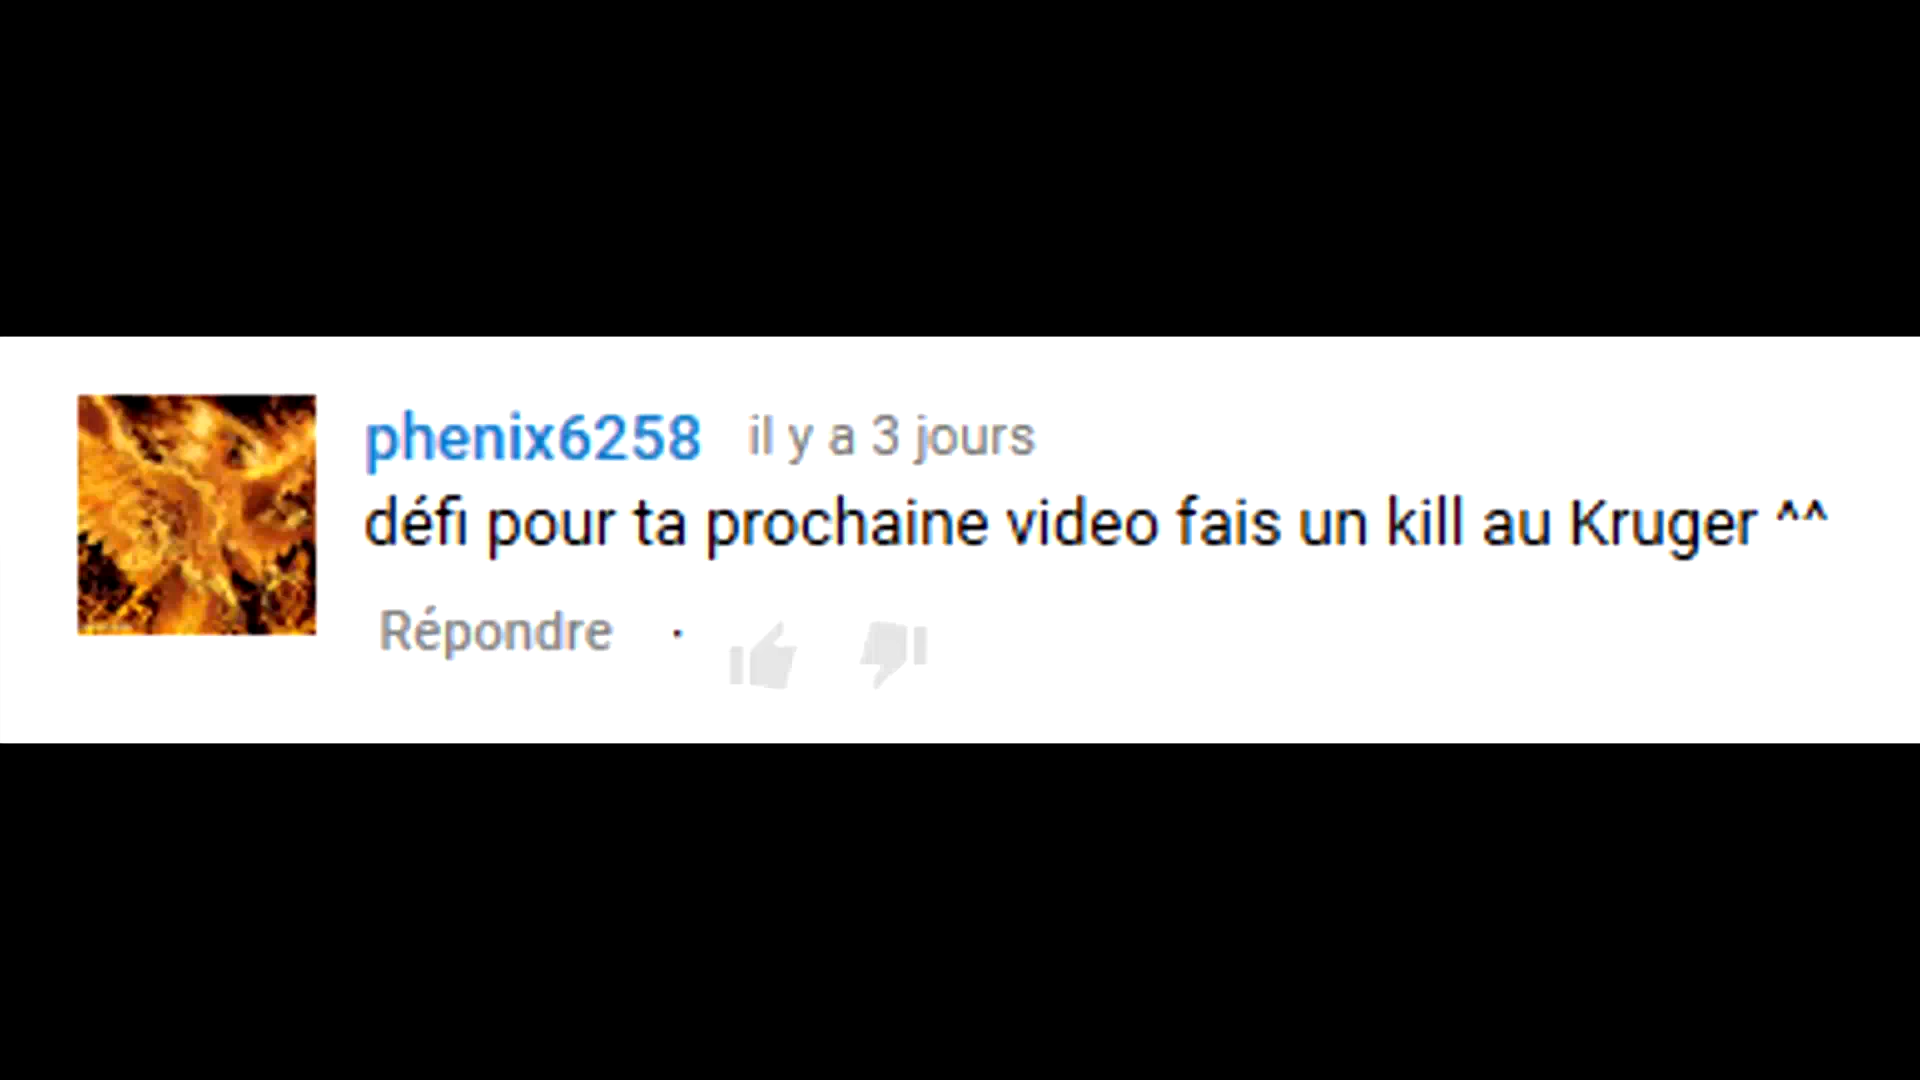 phenix6258 il y a 3 jours
défi pour ta prochaine video fais un kill au Kruger ^^
Répondre ·